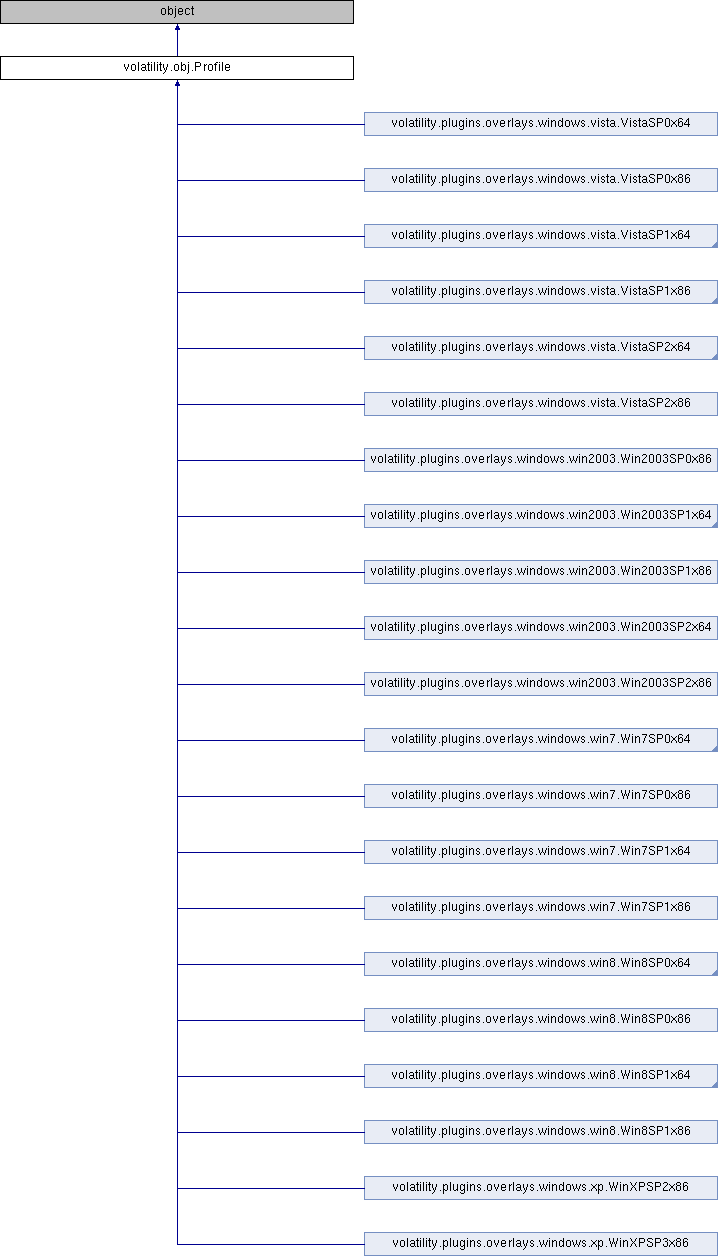 object
volatility.obj.Profile
volatility.plugins.overlays.windows.vista.VistaSP0x64
volatility.plugins.overlays.windows.vista.VistaSP0x86
volatility.plugins.overlays.windows.vista.VistaSP1x64
volatility.plugins.overlays.windows.vista.VistaSP1x86
volatility.plugins.overlays.windows.vista.VistaSP2x64
volatility.plugins.overlays.windows.vista.VistaSP2x86
volatility.plugins.overlays.windows.win2003.Win2003SP0x86
volatility.plugins.overlays.windows.win2003.Win2003SP1x64
volatility.plugins.overlays.windows.win2003.Win2003SP1x86
volatility.plugins.overlays.windows.win2003.Win2003SP2x64
volatility.plugins.overlays.windows.win2003.Win2003SP2x86
volatility.plugins.overlays.windows.win7.Win7SP0x64
volatility.plugins.overlays.windows.win7.Win7SP0x86
volatility.plugins.overlays.windows.win7.Win7SP1x64
volatility.plugins.overlays.windows.win7.Win7SP1x86
volatility.plugins.overlays.windows.win8.Win8SP0x64
volatility.plugins.overlays.windows.win8.Win8SP0x86
volatility.plugins.overlays.windows.win8.Win8SP1x64
volatility.plugins.overlays.windows.win8.Win8SP1x86
volatility.plugins.overlays.windows.xp.WinXPSP2x86
volatility.plugins.overlays.windows.xp.WinXPSP3x86